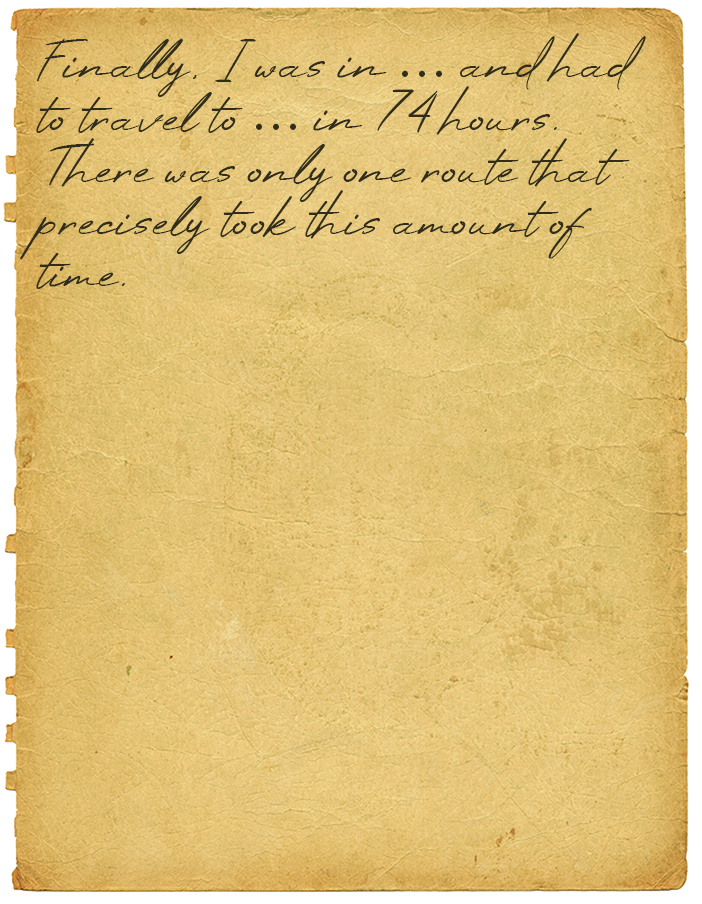 Finally, I was in ... and had
to travel to ... in 74 hours.
There was only one route that
precisely took this amount of
time.